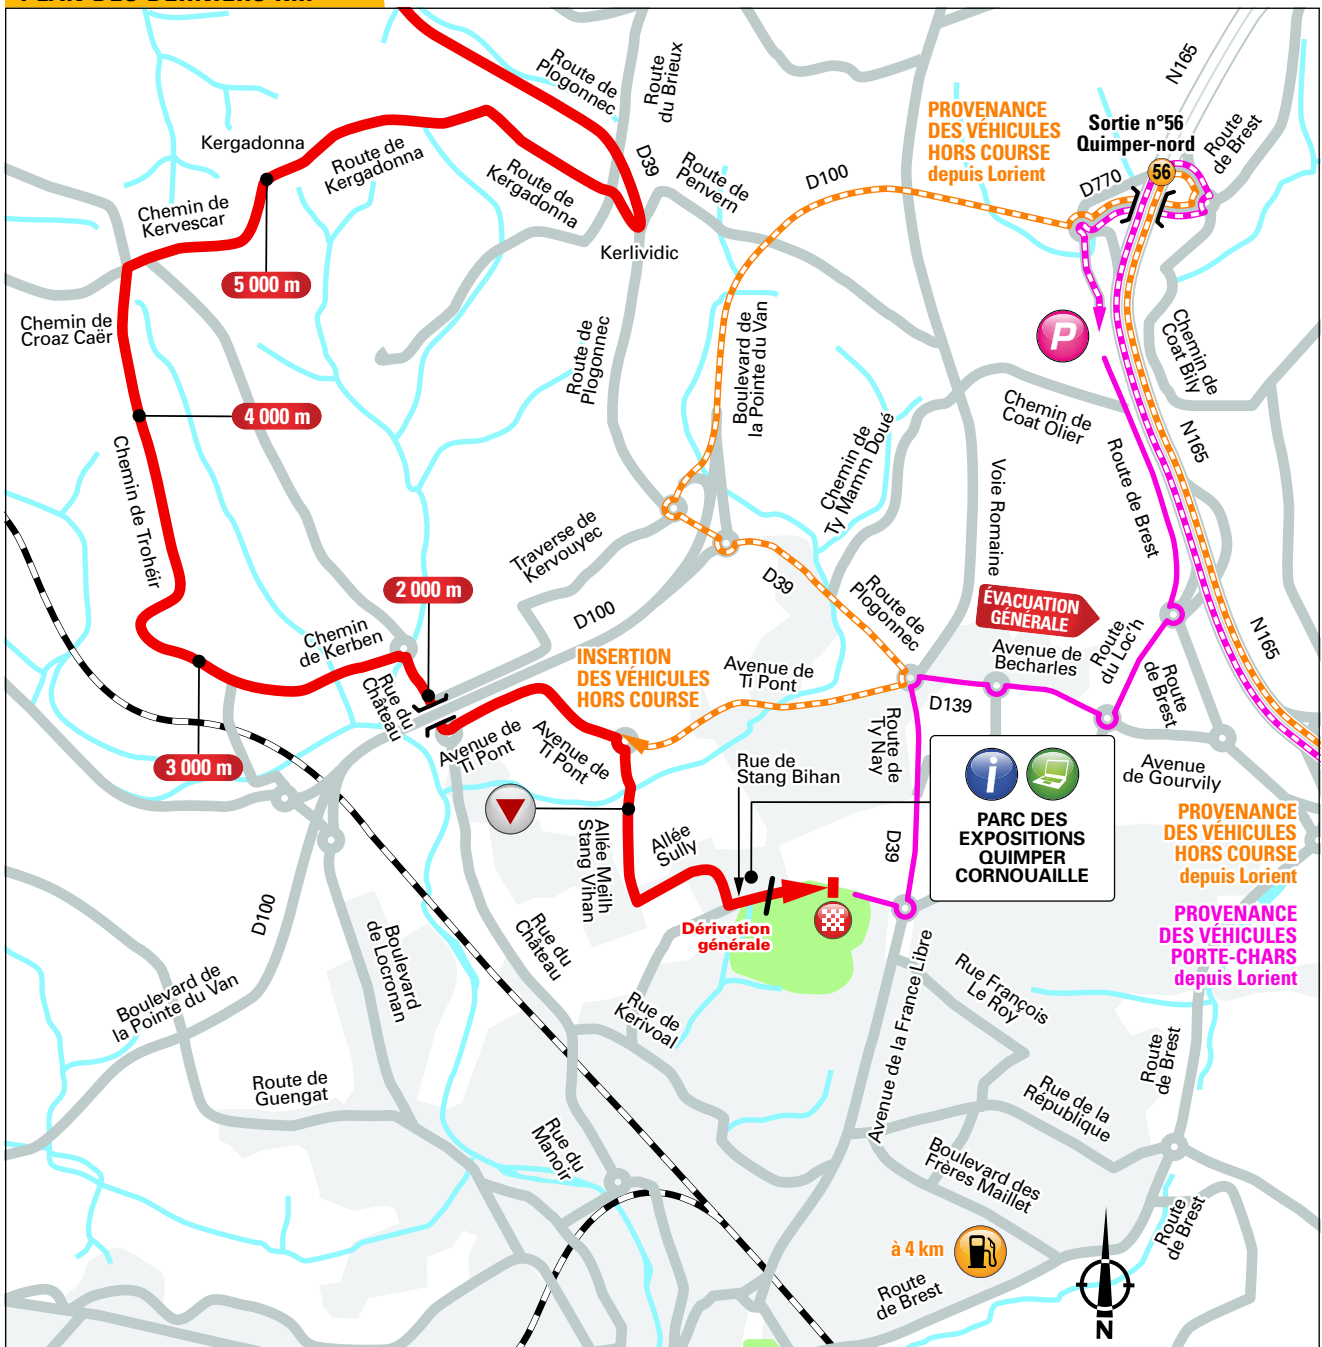 PLAN DES DERNIERS KM
Route de
Plogonnec
Route
du Brieux
N165
PROVENANCE
DES VÉHICULES
HORS COURSE
depuis Lorient
Sortie n°56
Quimper-nord
Route
de Brest
56
D770
Kergadonna
Route de
Kergadonna
D39
Route de
Penvern
D100
Route de
Kergadonna
Chemin de
Kervescar
Kerlividic
5 000 m
Chemin de
Croaz Caër
Route de
Plogonnec
Boulevard de
la Pointe du Van
P
Chemin de
Coat Bily
4 000 m
Chemin de
Coat Olier
Chemin de
Ty Mamm Doué
N165
Chemin de Trohéir
Voie Romaine
Route de Brest
Traverse de
Kervouyec
D39
2 000 m
D100
Route de
Plogonnec
ÉVACUATION
GÉNÉRALE
Chemin
de Kerben
N165
INSERTION
DES VÉHICULES
HORS COURSE
Avenue de
Ti Pont
Avenue de
Becharles
Route
du Loc'h
Route
de Brest
Rue du
Château
D139
Avenue de
Ti Pont
Avenue de
Ti Pont
Route de
Ty Nay
3 000 m
Rue de
Stang Bihan
Avenue
de Gourvily
i
PARC DES
EXPOSITIONS
QUIMPER
CORNOUAILLE
PROVENANCE
DES VÉHICULES
HORS COURSE
depuis Lorient
Allée Meilh
Stang Vihan
Allée
Sully
D39
D100
Dérivation
générale
PROVENANCE
DES VÉHICULES
PORTE-CHARS
depuis Lorient
Rue du
Château
Boulevard
de Locronan
Boulevard de
la Pointe du Van
Avenue de la France Libre
Rue François
Le Roy
Rue de
Kerivoal
Route
de Brest
Route de
Guengat
Rue de la
République
Rue du
Manoir
Boulevard des
Frères Maillet
Route
de Brest
à 4 km
Route
de Brest
N